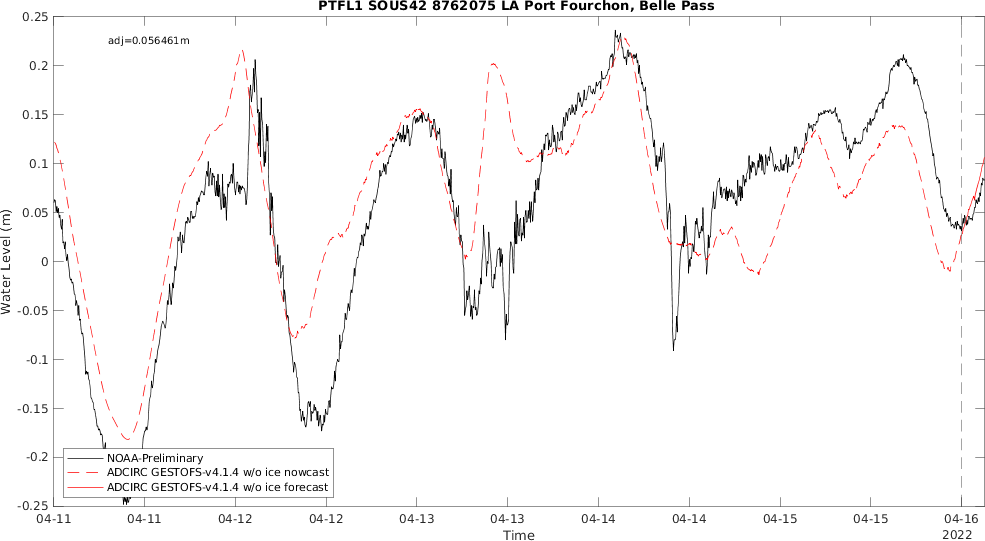 PTFL1 SOUS42 8762075 LA Port Fourchon, Belle Pass
adj=0.056461m
0.25
0.2
0.15
0.1
0.05
0
-0.05
-0.1
-0.15
-0.2
-0.25
Water Level (m)
NOAA-Preliminary
ADCIRC GESTOFS-v4.1.4 w/o ice nowcast
ADCIRC GESTOFS-v4.1.4 w/o ice forecast
04-11 04-11 04-12 04-12 04-13 04-13 04-14 04-14 04-15 04-15 04-16
Time
2022